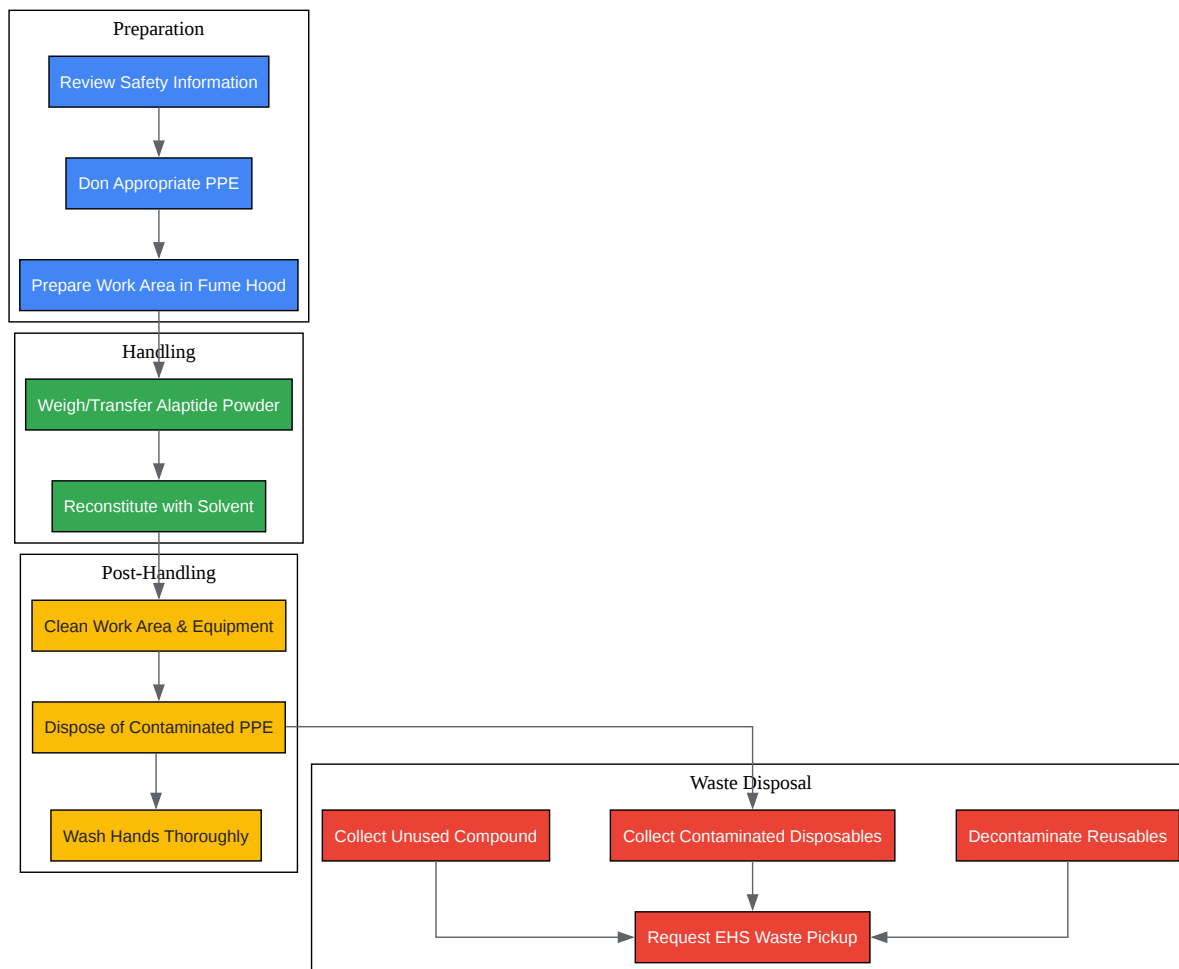 Preparation
Review Safety Information
Don Appropriate PPE
Prepare Work Area in Fume Hood
Handling
Weigh/Transfer Alaptide Powder
Reconstitute with Solvent
Post-Handling
Clean Work Area & Equipment
Dispose of Contaminated PPE
Wash Hands Thoroughly
Waste Disposal
Collect Unused Compound
Collect Contaminated Disposables
Decontaminate Reusables
Request EHS Waste Pickup